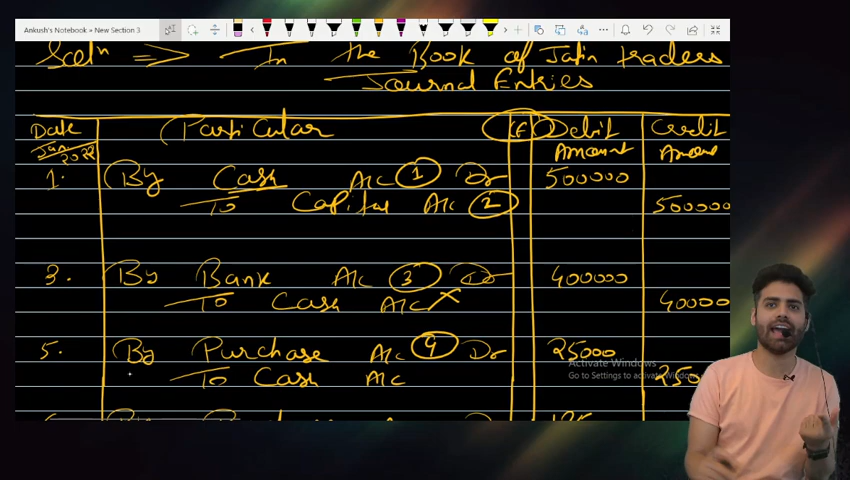 Ankush's Notebook » New Section 3
Soln => In the Book of Jatin traders
Journal Entries
Date Particular LF Debit Amount Credit Amount
Jan 2022
1. By Cash A/c 1 Dr 500000
To Capital A/c 2 500000
3. By Bank A/c 3 Dr 400000
To Cash A/c 40000
5. By Purchase A/c 4 Dr 25000
To Cash A/c 250
Activate Windows
Go to Settings to activate Windows